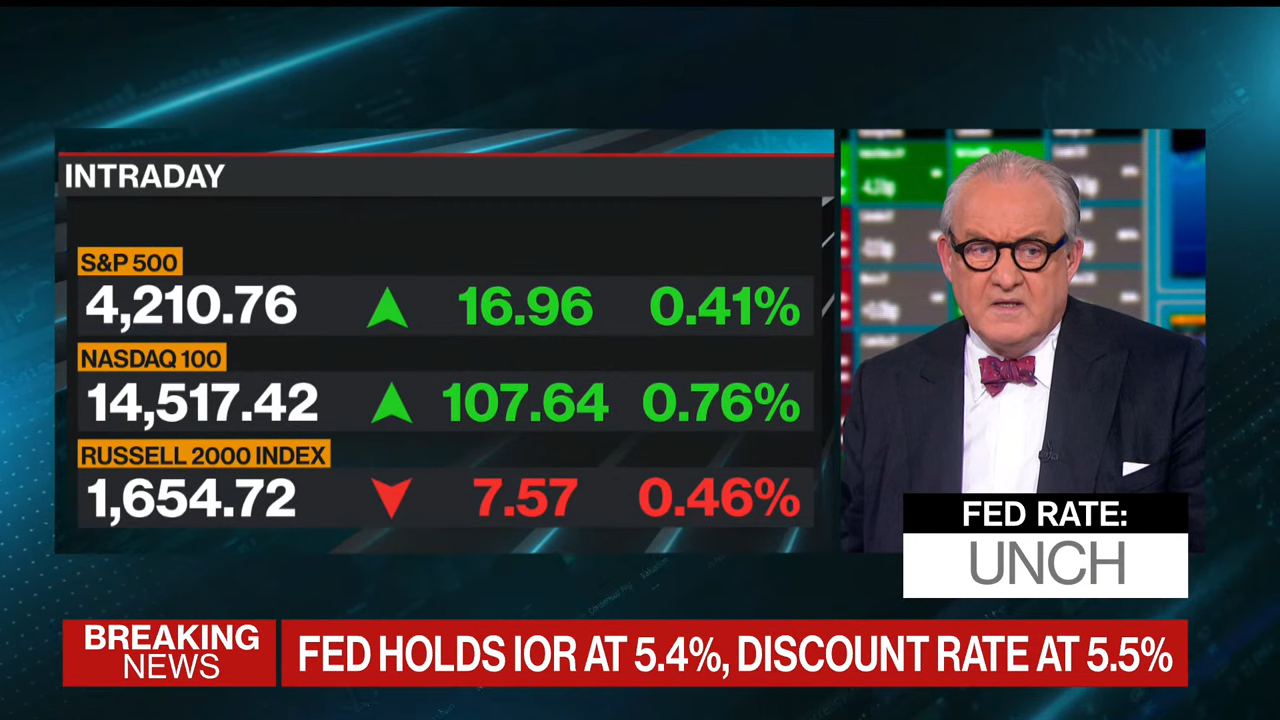 INTRADAY
S&P 500
4,210.76 ▲ 16.96 0.41%
NASDAQ 100
14,517.42 ▲ 107.64 0.76%
RUSSELL 2000 INDEX
1,654.72 ▼ 7.57 0.46%
FED RATE:
UNCH
BREAKING
NEWS
FED HOLDS IOR AT 5.4%, DISCOUNT RATE AT 5.5%